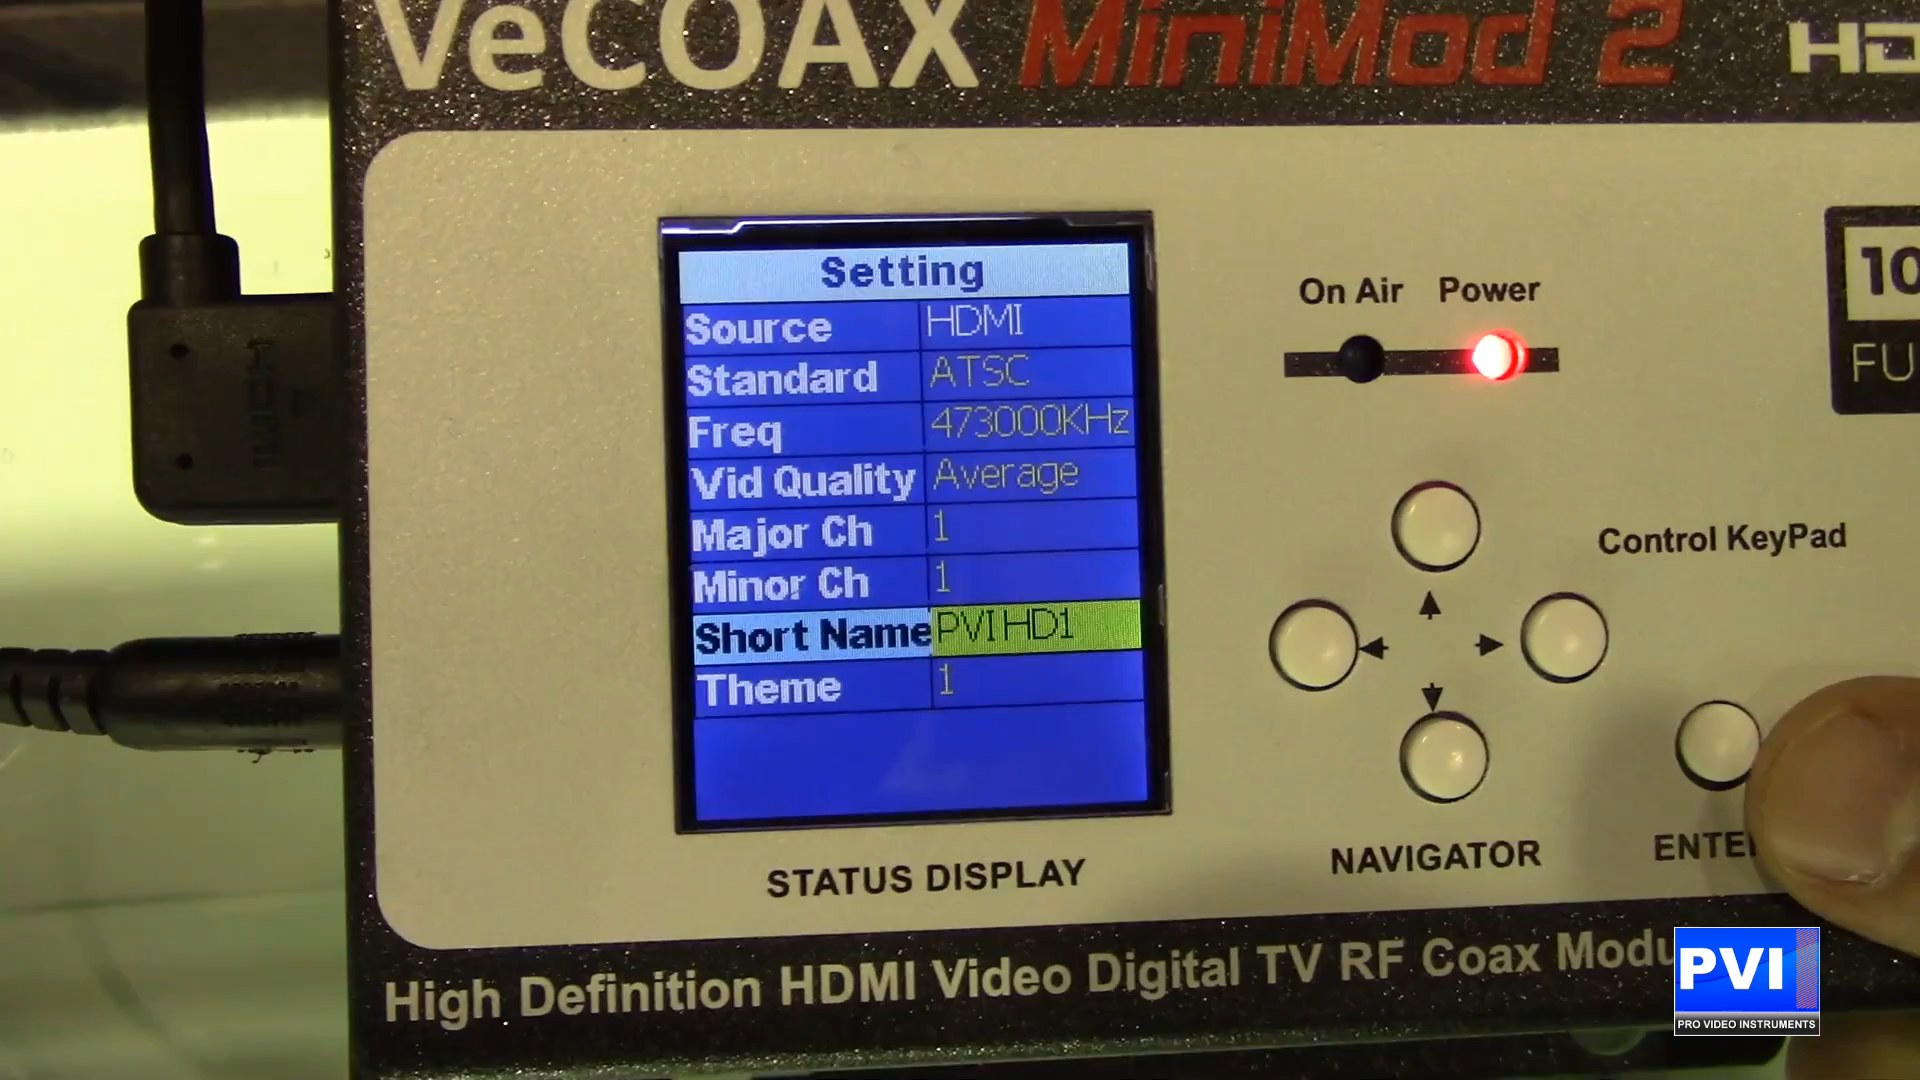 VeCOAX MiniMod 2 HD
Setting
Source HDMI
Standard ATSC
Freq 473000KHz
Vid Quality Average
Major Ch 1
Minor Ch 1
Short Name PVI HD1
Theme 1
On Air Power
10
FU
Control KeyPad
STATUS DISPLAY
NAVIGATOR
ENTE
High Definition HDMI Video Digital TV RF Coax Modu
HDMI
PVI
PRO VIDEO INSTRUMENTS